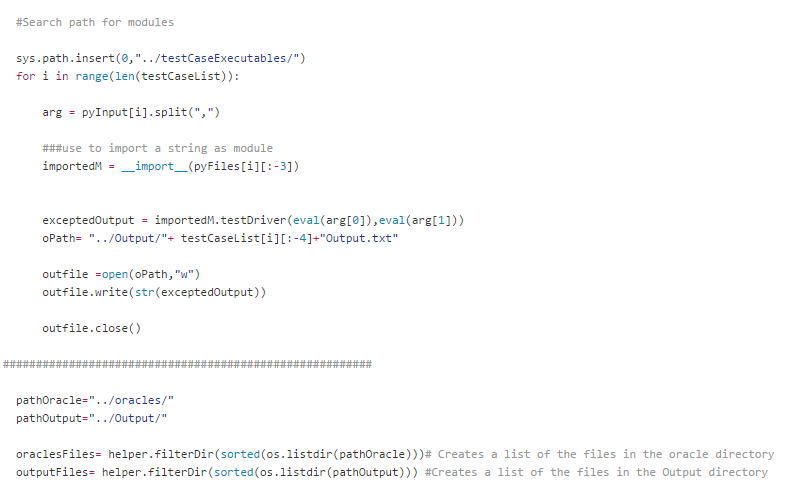 #Search path for modules
sys.path.insert(0,"../testCaseExecutables/")
for i in range(len(testCaseList)):
arg = pyInput[i].split(",")
###use to import a string as module
importedM = __import__(pyFiles[i][:-3])
exceptedOutput = importedM.testDriver(eval(arg[0]),eval(arg[1]))
oPath= "../Output/"+ testCaseList[i][:-4]+"Output.txt"
outfile =open(oPath,"w")
outfile.write(str(exceptedOutput))
outfile.close()
########################################################
pathOracle="../oracles/"
pathOutput="../Output/"
oraclesFiles= helper.filterDir(sorted(os.listdir(pathOracle)))# Creates a list of the files in the oracle directory
outputFiles= helper.filterDir(sorted(os.listdir(pathOutput))) #Creates a list of the files in the Output directory